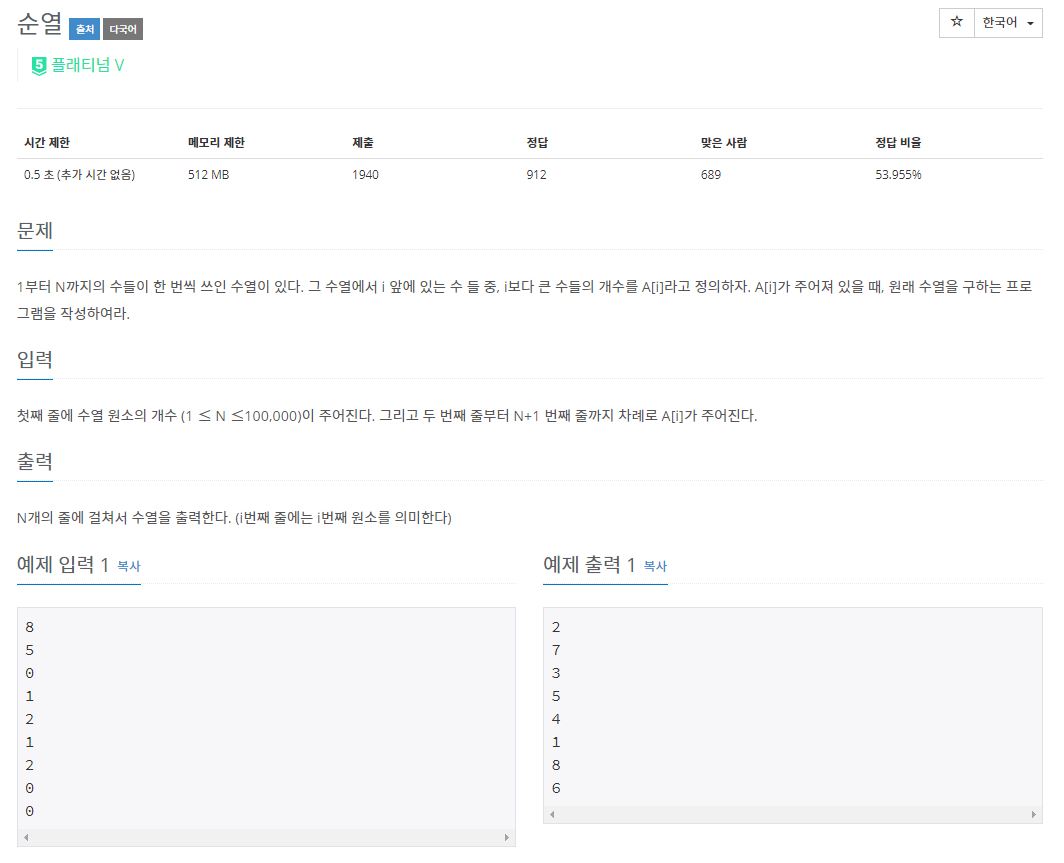 순열 출처 다국어
☆ 한국어
5 플래티넘 V
시간 제한 메모리 제한 제출 정답 맞은 사람 정답 비율
0.5 초 (추가 시간 없음) 512 MB 1940 912 689 53.955%
문제
1부터 N까지의 수들이 한 번씩 쓰인 수열이 있다. 그 수열에서 i 앞에 있는 수 들 중, i보다 큰 수들의 개수를 A[i]라고 정의하자. A[i]가 주어져 있을 때, 원래 수열을 구하는 프로
그램을 작성하여라.
입력
첫째 줄에 수열 원소의 개수 (1 ≤ N ≤100,000)이 주어진다. 그리고 두 번째 줄부터 N+1 번째 줄까지 차례로 A[i]가 주어진다.
출력
N개의 줄에 걸쳐서 수열을 출력한다. (i번째 줄에는 i번째 원소를 의미한다)
예제 입력 1 복사
8
5
0
1
2
1
2
0
0
예제 출력 1 복사
2
7
3
5
4
1
8
6